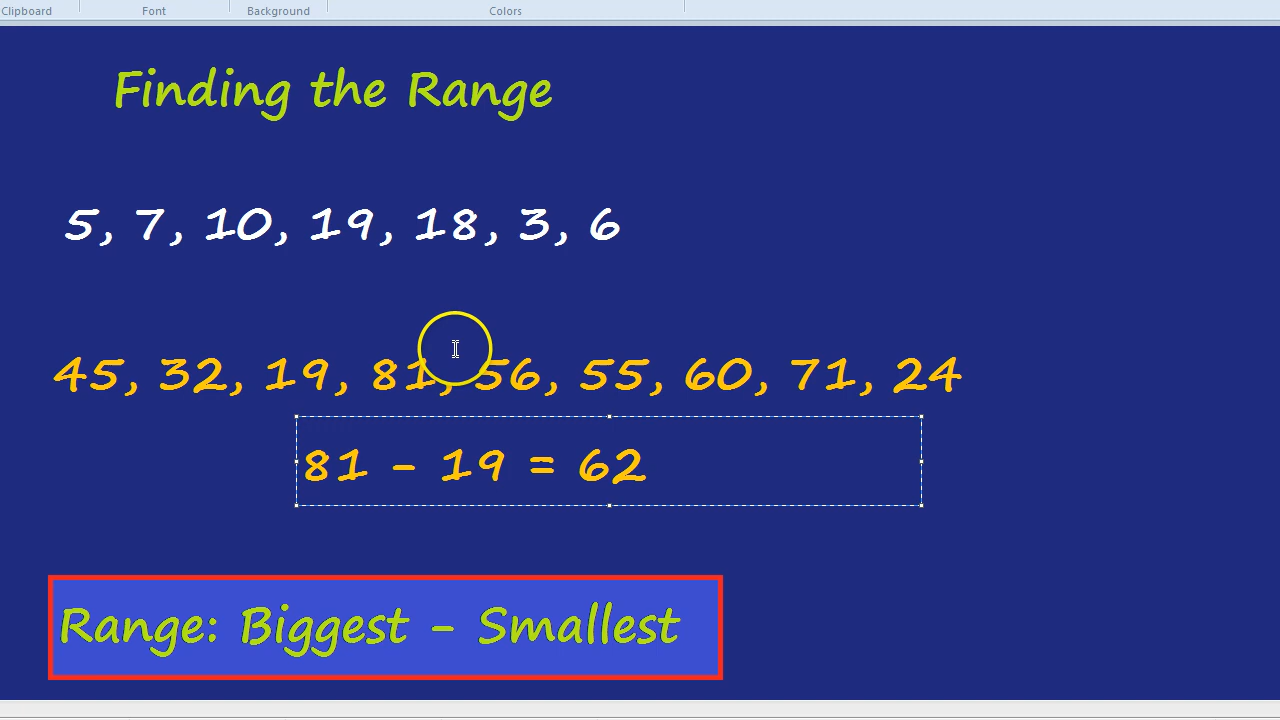 Clipboard Font Background Colors
Finding the Range
5, 7, 10, 19, 18, 3, 6
45, 32, 19, 81, 56, 55, 60, 71, 24
81 - 19 = 62
Range: Biggest - Smallest